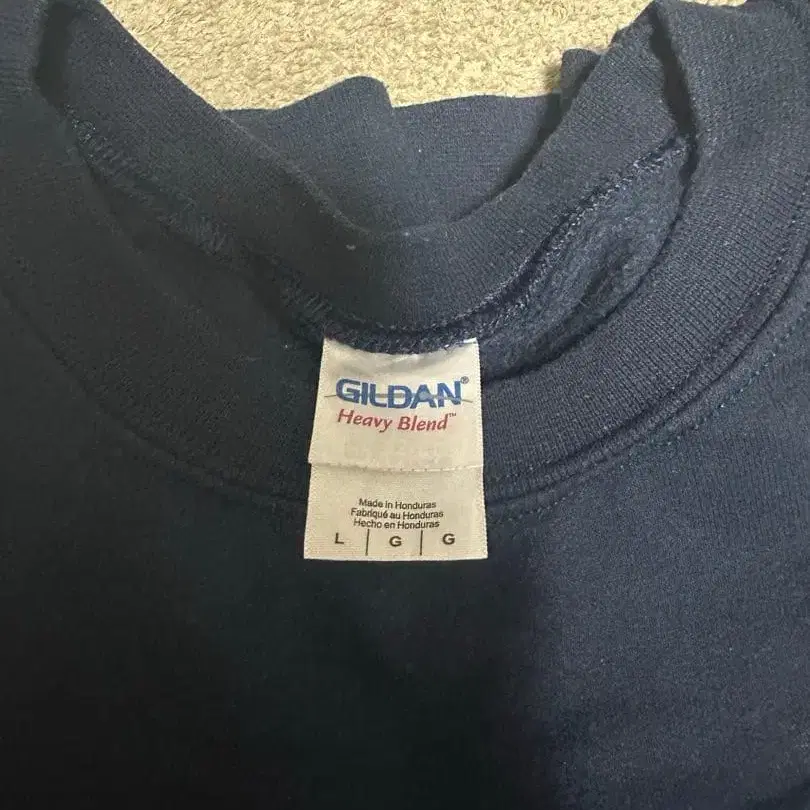 GILDAN®
Heavy Blend™
Made in Honduras
Fabriqué au Honduras
Hecho en Honduras
L | G | G